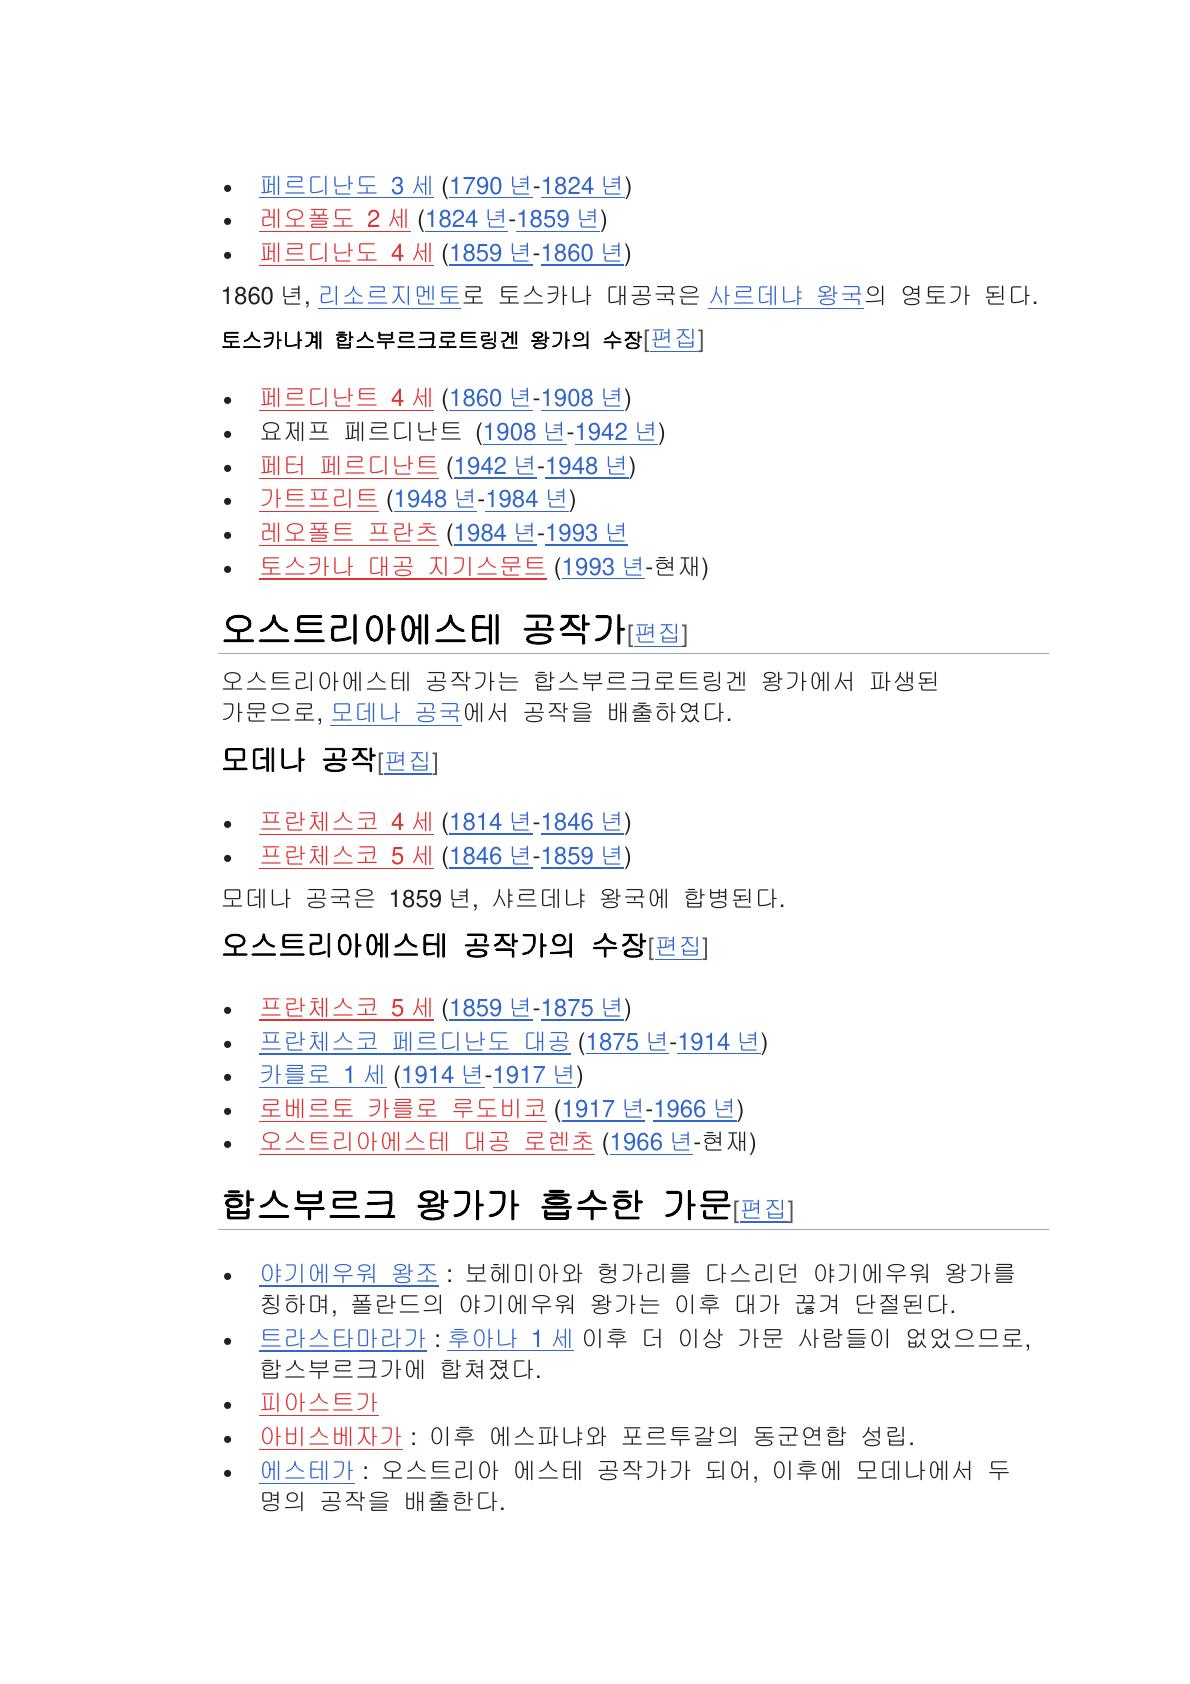 페르디난도 3 세 (1790 년-1824 년)
레오폴도 2 세 (1824 년-1859 년)
페르디난도 4 세 (1859 년-1860 년)
1860 년, 리소르지멘토로 토스카나 대공국은 사르데냐 왕국의 영토가 된다.
토스카나계 합스부르크로트링겐 왕가의 수장[편집]
페르디난트 4 세 (1860 년-1908 년)
요제프 페르디난트 (1908 년-1942 년)
페터 페르디난트 (1942 년-1948 년)
가트프리트 (1948 년-1984 년)
레오폴트 프란츠 (1984 년-1993 년
토스카나 대공 지기스문트 (1993 년-현재)
오스트리아에스테 공작가[편집]
오스트리아에스테 공작가는 합스부르크로트링겐 왕가에서 파생된
가문으로, 모데나 공국에서 공작을 배출하였다.
모데나 공작[편집]
프란체스코 4 세 (1814 년-1846 년)
프란체스코 5 세 (1846 년-1859 년)
모데나 공국은 1859 년, 샤르데냐 왕국에 합병된다.
오스트리아에스테 공작가의 수장[편집]
프란체스코 5 세 (1859 년-1875 년)
프란체스코 페르디난도 대공 (1875 년-1914 년)
카를로 1 세 (1914 년-1917 년)
로베르토 카를로 루도비코 (1917 년-1966 년)
오스트리아에스테 대공 로렌초 (1966 년-현재)
합스부르크 왕가가 흡수한 가문[편집]
야기에우워 왕조 : 보헤미아와 헝가리를 다스리던 야기에우워 왕가를
칭하며, 폴란드의 야기에우워 왕가는 이후 대가 끊겨 단절된다.
트라스타마라가 : 후아나 1 세 이후 더 이상 가문 사람들이 없었으므로,
합스부르크가에 합쳐졌다.
피아스트가
아비스베자가 : 이후 에스파냐와 포르투갈의 동군연합 성립.
에스테가 : 오스트리아 에스테 공작가가 되어, 이후에 모데나에서 두
명의 공작을 배출한다.